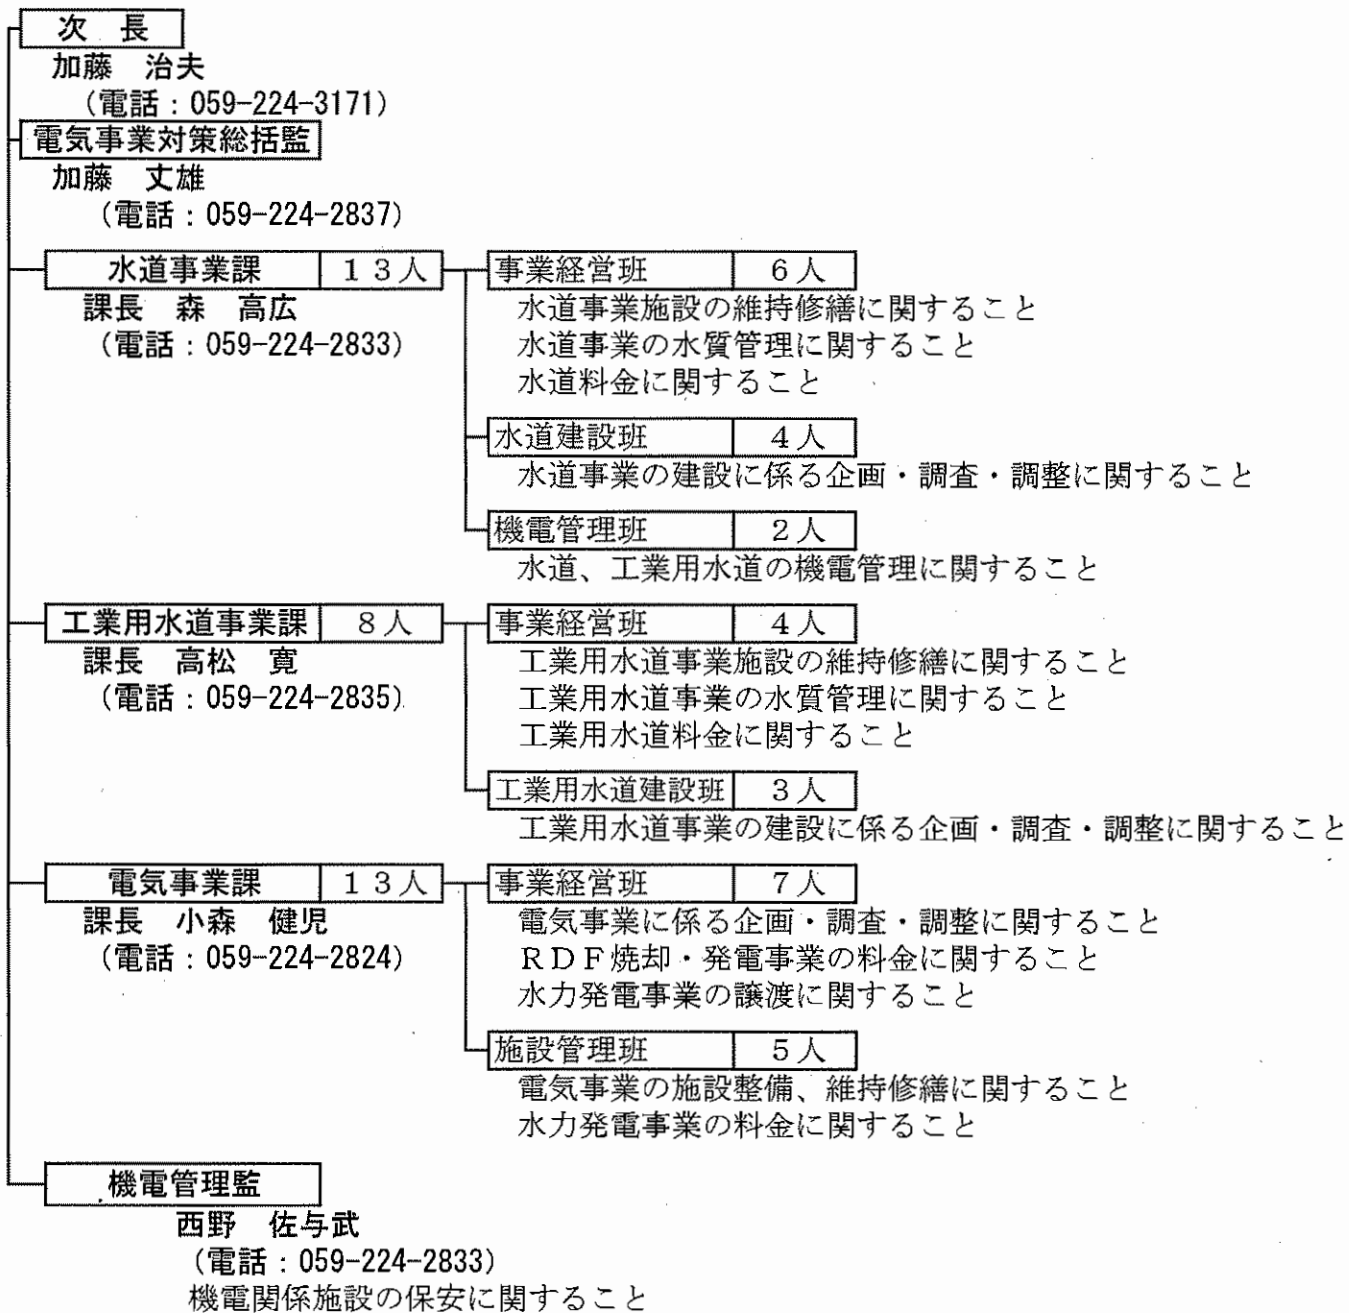 次　長
加藤　治夫
（電話：059-224-3171）
電気事業対策総括監
加藤　丈雄
（電話：059-224-2837）
水道事業課　１３人　事業経営班　６人
課長　森　高広　水道事業施設の維持修繕に関すること
（電話：059-224-2833）　水道事業の水質管理に関すること
水道料金に関すること
水道建設班　４人
水道事業の建設に係る企画・調査・調整に関すること
機電管理班　２人
水道、工業用水道の機電管理に関すること
工業用水道事業課　８人　事業経営班　４人
課長　高松　寛　工業用水道事業施設の維持修繕に関すること
（電話：059-224-2835）　工業用水道事業の水質管理に関すること
工業用水道料金に関すること
工業用水道建設班　３人
工業用水道事業の建設に係る企画・調査・調整に関すること
電気事業課　１３人　事業経営班　７人
課長　小森　健児　電気事業に係る企画・調査・調整に関すること
（電話：059-224-2824）　ＲＤＦ焼却・発電事業の料金に関すること
水力発電事業の譲渡に関すること
施設管理班　５人
電気事業の施設整備、維持修繕に関すること
水力発電事業の料金に関すること
機電管理監
西野　佐与武
（電話：059-224-2833）
機電関係施設の保安に関すること